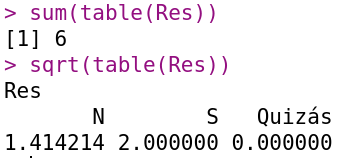 > sum(table(Res))
[1] 6
> sqrt(table(Res))
Res
       N        S   Quizás
1.414214 2.000000 0.000000